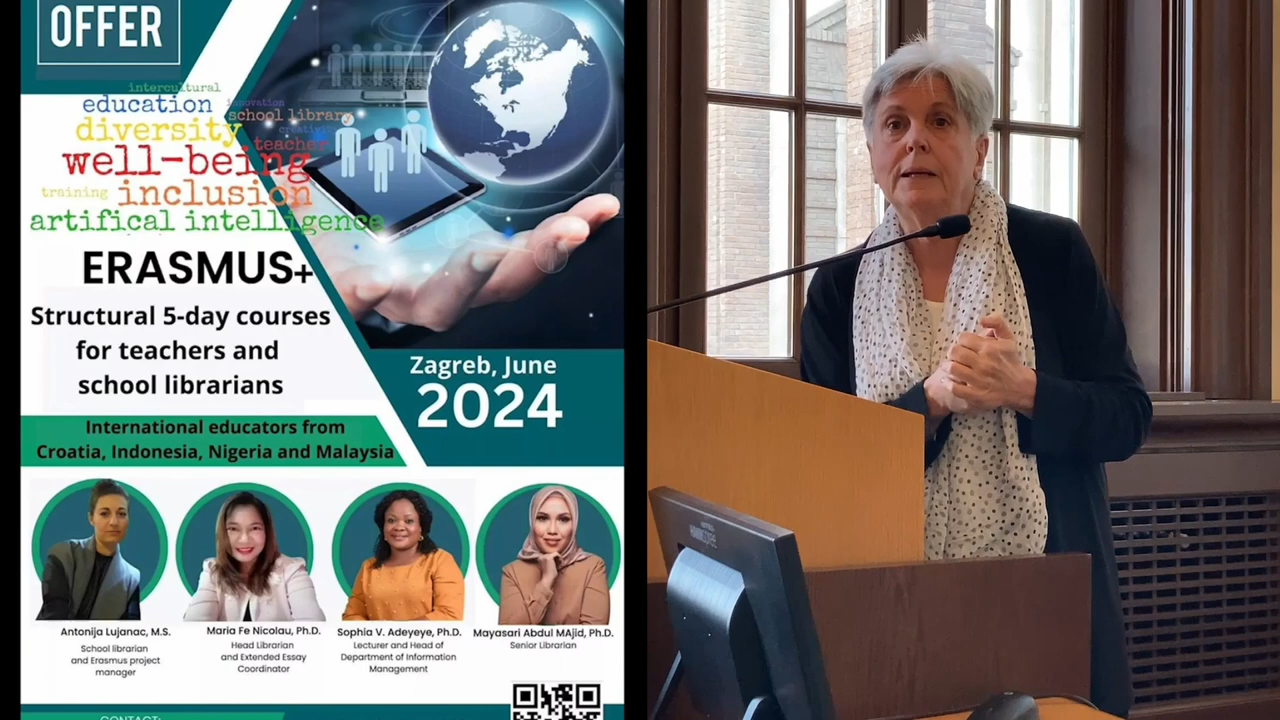 OFFER
intercultural
education
innovation
school library
diversity
creativity
teacher
well-being
training
inclusion
artifical intelligence
ERASMUS+
Structural 5-day courses
for teachers and
school librarians
Zagreb, June
2024
International educators from
Croatia, Indonesia, Nigeria and Malaysia
Antonija Lujanac, M.S.
School librarian
and Erasmus project
manager
Maria Fe Nicolau, Ph.D.
Head Librarian
and Extended Essay
Coordinator
Sophia V. Adeyeye, Ph.D.
Lecturer and Head of
Department of Information
Management
Mayasari Abdul MAjid, Ph.D.
Senior Librarian
CONTACT: